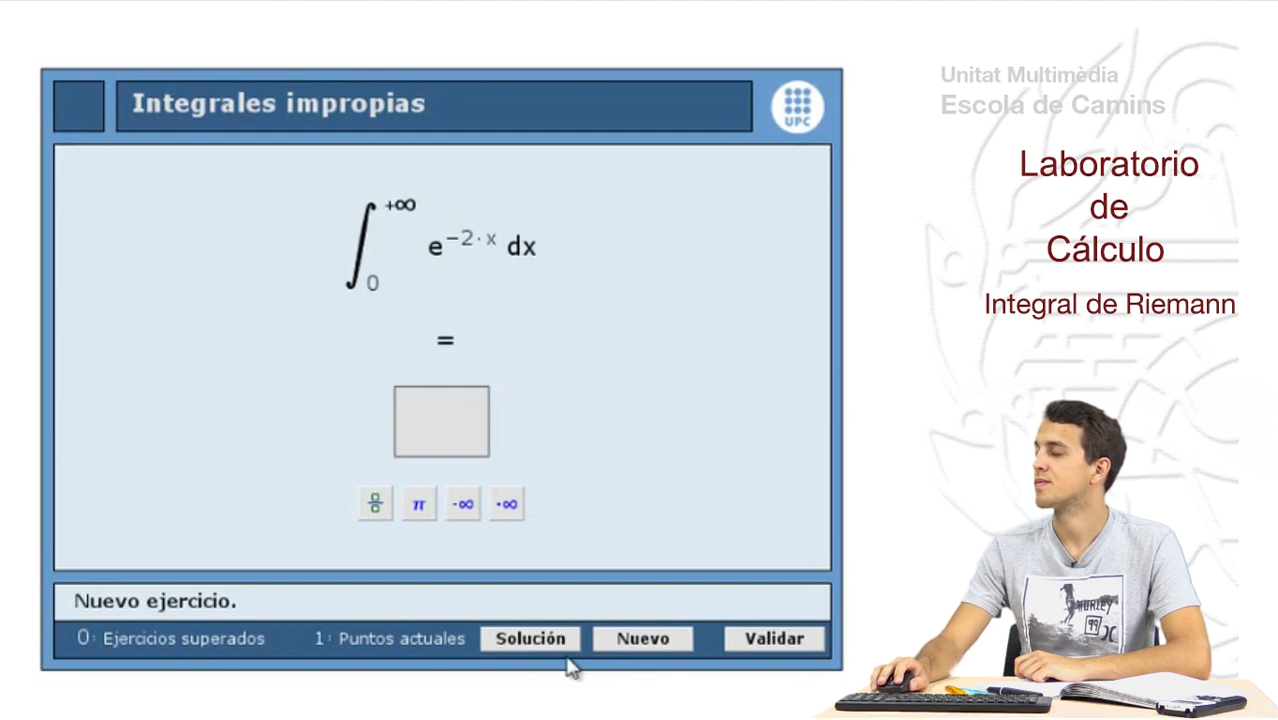 Integrales impropias
UPC
∫ +∞ 0 e^{-2·x} dx
=
π -∞ +∞
Nuevo ejercicio.
0: Ejercicios superados 1: Puntos actuales Solución Nuevo Validar
Unitat Multimèdia
Escola de Camins
Laboratorio
de
Cálculo
Integral de Riemann
HURLEY
99